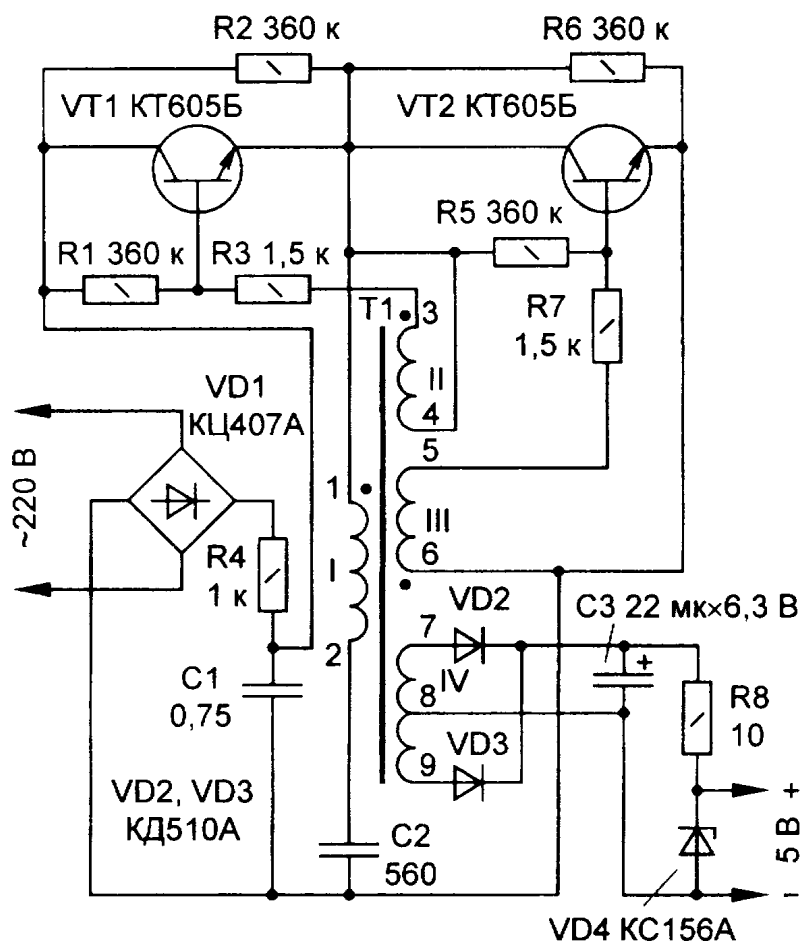 R2 360 к
R6 360 к
VT1 КТ605Б
VT2 КТ605Б
R5 360 к
R1 360 к
R3 1,5 к
T1
3
R7
1,5 к
II
4
VD1
КЦ407А
5
~220 В
1
III
R4
1 к
I
6
VD2
C3 22 мк×6,3 В
2
7
+
C1
0,75
IV
8
R8
10
VD3
9
VD2, VD3
КД510А
+
5 В
–
C2
560
VD4 КС156А